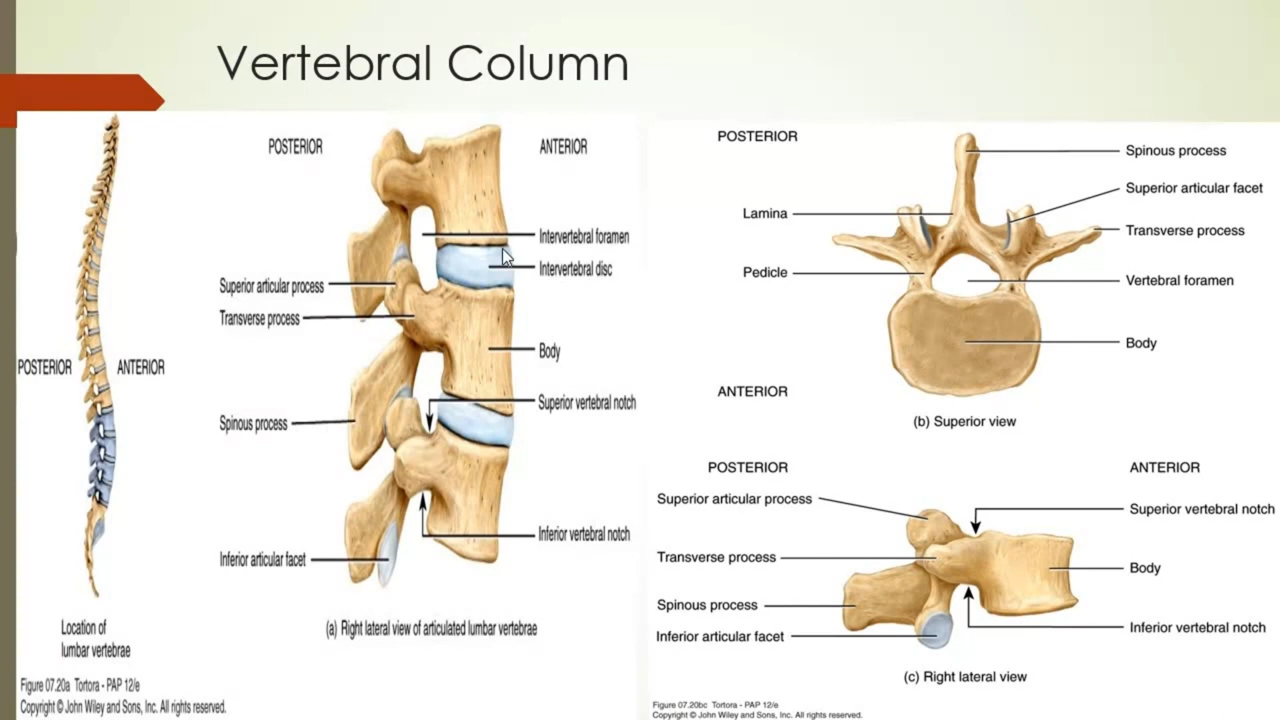 Vertebral Column
POSTERIOR
ANTERIOR
Location of
lumbar vertebrae
POSTERIOR
ANTERIOR
Intervertebral foramen
Intervertebral disc
Superior articular process
Transverse process
Body
Superior vertebral notch
Spinous process
Inferior vertebral notch
Inferior articular facet
(a) Right lateral view of articulated lumbar vertebrae
Figure 07.20a Tortora - PAP 12/e
Copyright © John Wiley and Sons, Inc. All rights reserved.
POSTERIOR
Spinous process
Superior articular facet
Lamina
Transverse process
Pedicle
Vertebral foramen
Body
ANTERIOR
(b) Superior view
POSTERIOR
ANTERIOR
Superior articular process
Superior vertebral notch
Transverse process
Body
Spinous process
Inferior vertebral notch
Inferior articular facet
(c) Right lateral view
Figure 07.20bc Tortora - PAP 12/e
Copyright © John Wiley and Sons, Inc. All rights reserved.